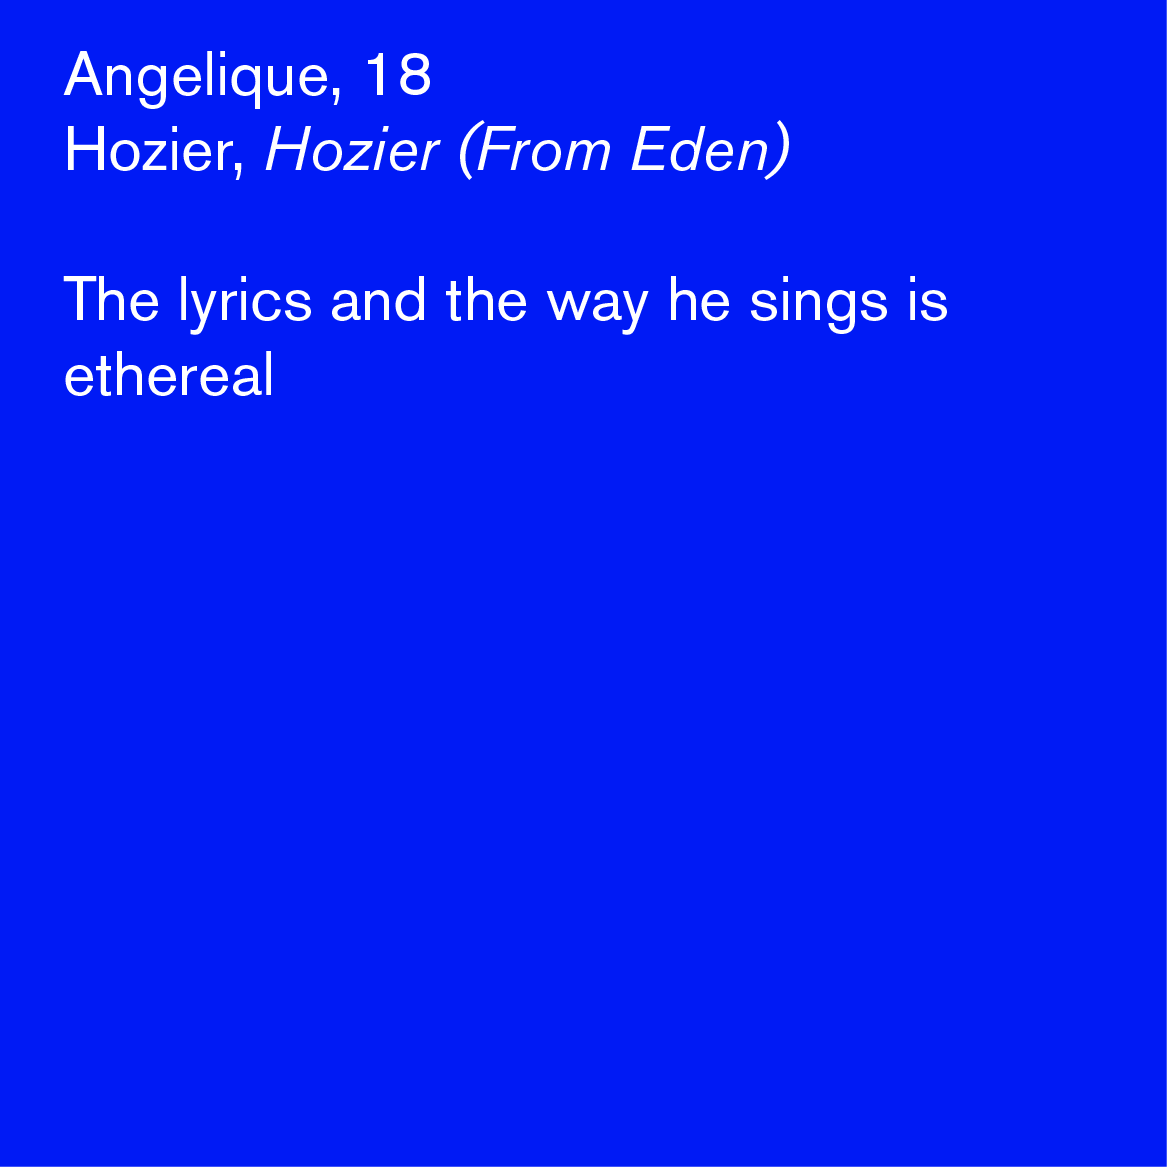 Angelique, 18
Hozier, Hozier (From Eden)
The lyrics and the way he sings is
ethereal